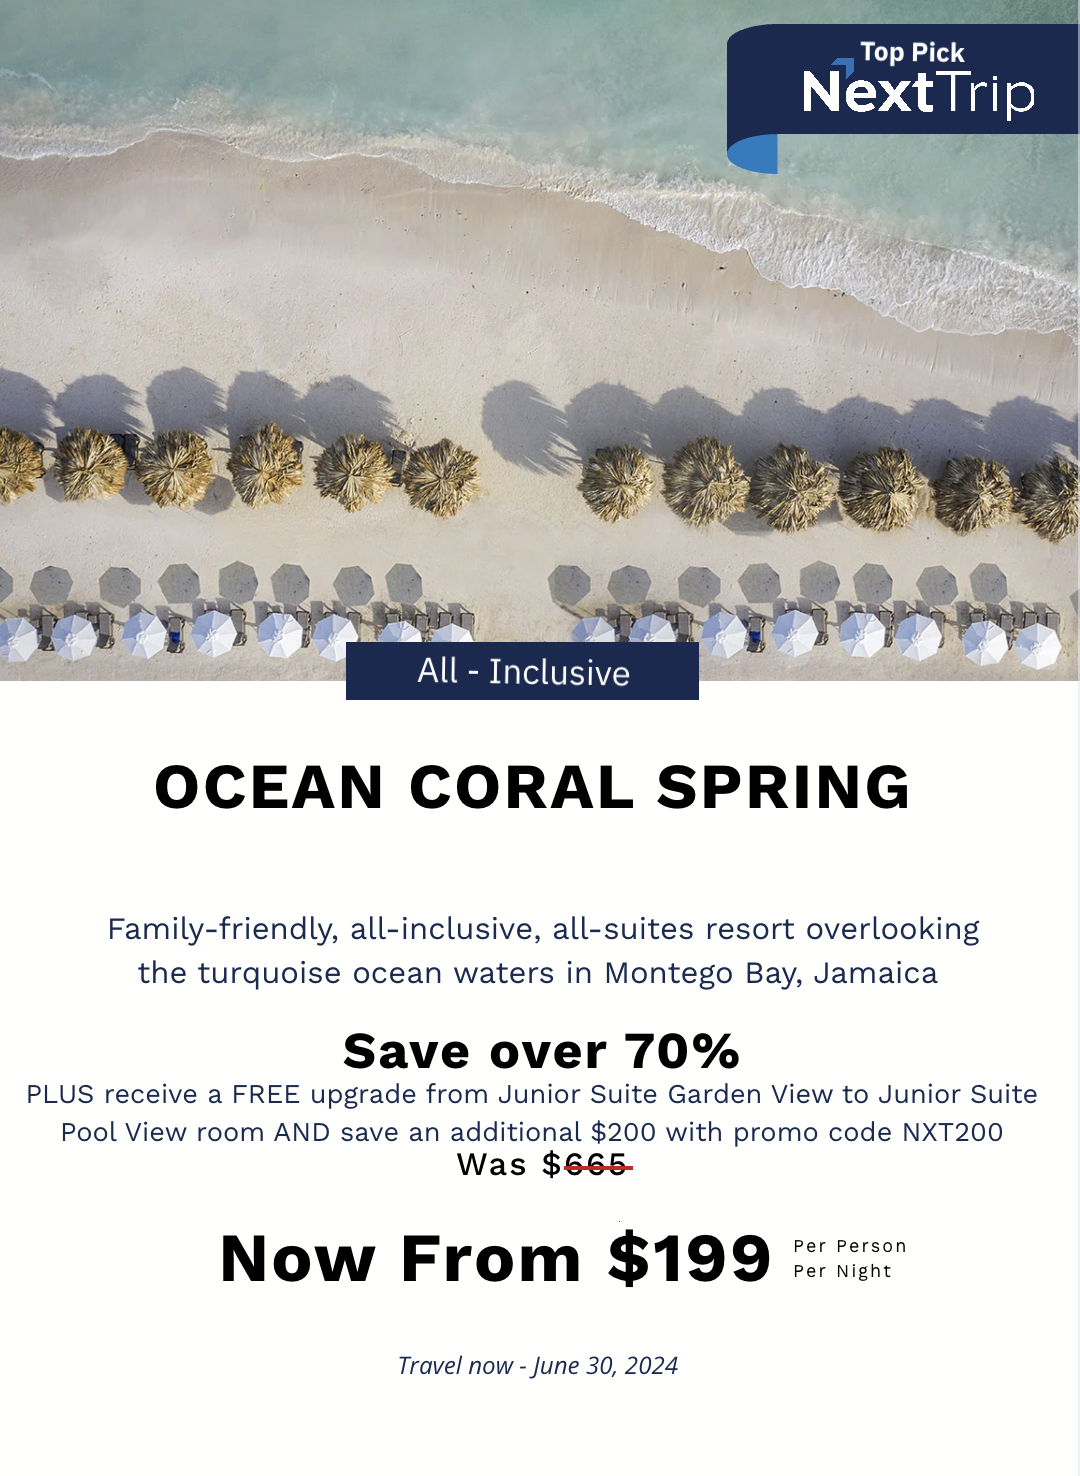 Top Pick
NextTrip
All - Inclusive
OCEAN CORAL SPRING
Family-friendly, all-inclusive, all-suites resort overlooking
the turquoise ocean waters in Montego Bay, Jamaica
Save over 70%
PLUS receive a FREE upgrade from Junior Suite Garden View to Junior Suite
Pool View room AND save an additional $200 with promo code NXT200
Was $665
Now From $199
Per Person
Per Night
Travel now - June 30, 2024